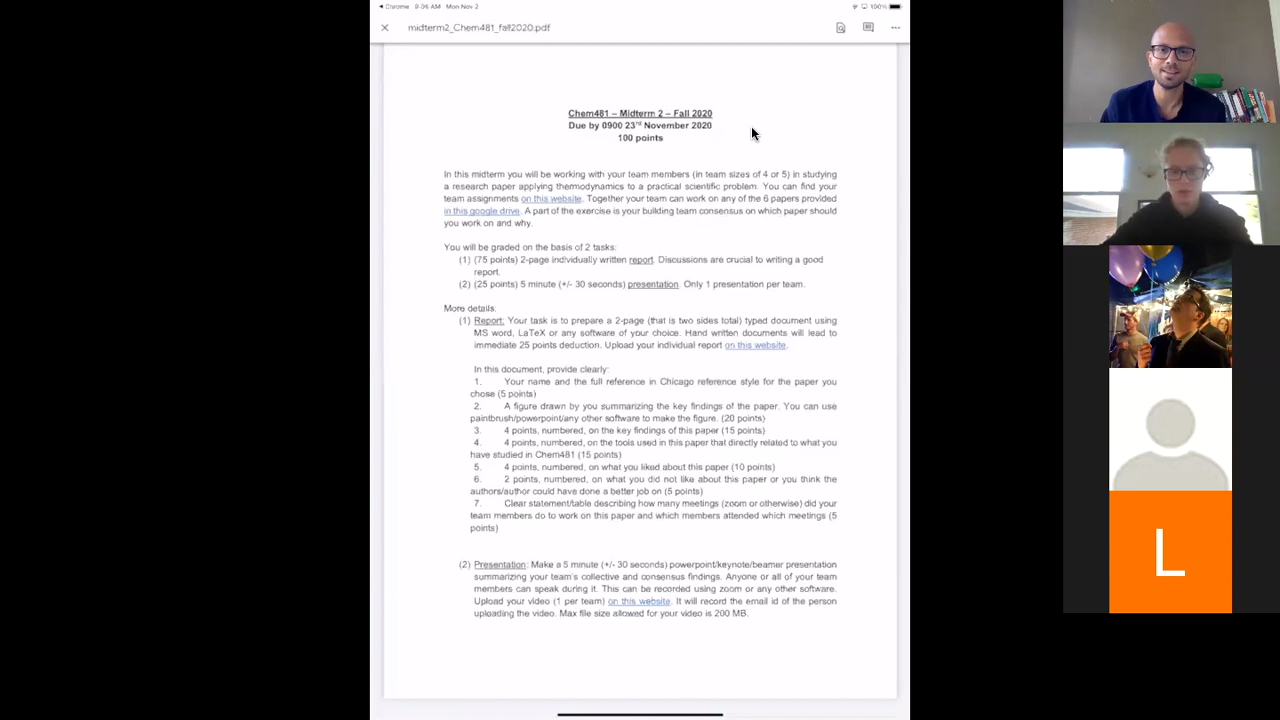 Chrome 9:06 AM Mon Nov 2
100%
midterm2_Chem481_fall2020.pdf
Chem481 – Midterm 2 – Fall 2020
Due by 0900 23rd November 2020
100 points
In this midterm you will be working with your team members (in team sizes of 4 or 5) in studying
a research paper applying thermodynamics to a practical scientific problem. You can find your
team assignments on this website. Together your team can work on any of the 6 papers provided
in this google drive. A part of the exercise is your building team consensus on which paper should
you work on and why.
You will be graded on the basis of 2 tasks:
(1) (75 points) 2-page individually written report. Discussions are crucial to writing a good
report.
(2) (25 points) 5 minute (+/- 30 seconds) presentation. Only 1 presentation per team.
More details:
(1) Report: Your task is to prepare a 2-page (that is two sides total) typed document using
MS word, LaTeX or any software of your choice. Hand written documents will lead to
immediate 25 points deduction. Upload your individual report on this website.
In this document, provide clearly:
1. Your name and the full reference in Chicago reference style for the paper you
chose (5 points)
2. A figure drawn by you summarizing the key findings of the paper. You can use
paintbrush/powerpoint/any other software to make the figure. (20 points)
3. 4 points, numbered, on the key findings of this paper (15 points)
4. 4 points, numbered, on the tools used in this paper that directly related to what you
have studied in Chem481 (15 points)
5. 4 points, numbered, on what you liked about this paper (10 points)
6. 2 points, numbered, on what you did not like about this paper or you think the
authors/author could have done a better job on (5 points)
7. Clear statement/table describing how many meetings (zoom or otherwise) did your
team members do to work on this paper and which members attended which meetings (5
points)
(2) Presentation: Make a 5 minute (+/- 30 seconds) powerpoint/keynote/beamer presentation
summarizing your team's collective and consensus findings. Anyone or all of your team
members can speak during it. This can be recorded using zoom or any other software.
Upload your video (1 per team) on this website. It will record the email id of the person
uploading the video. Max file size allowed for your video is 200 MB.
L